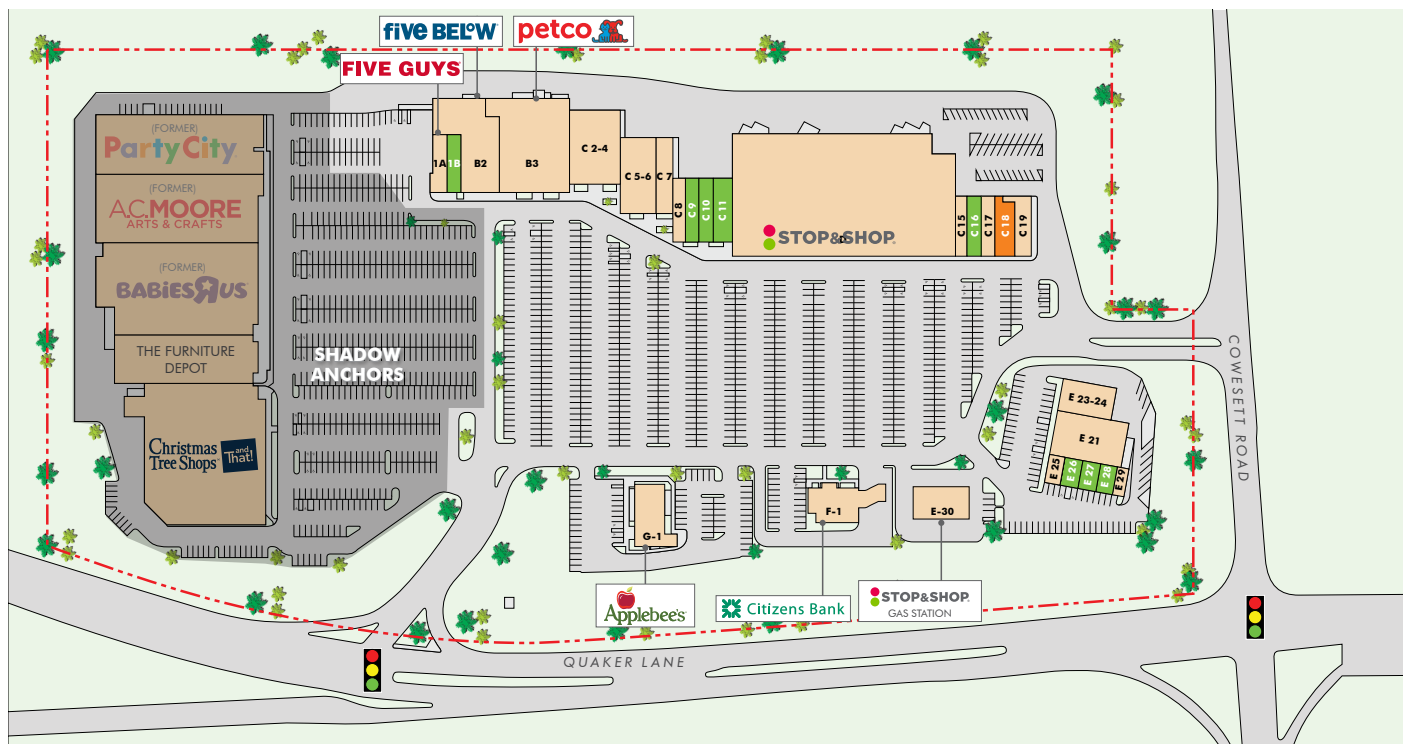 five BELOW
petco
FIVE GUYS
(FORMER)
Party City
(FORMER)
A.C.MOORE
ARTS & CRAFTS
(FORMER)
BABIES R US
THE FURNITURE
DEPOT
Christmas
Tree Shops
and
That!
SHADOW
ANCHORS
1A
1B
B2
B3
C 2-4
C 5-6
C 7
C 8
C 9
C 10
C 11
D
STOP&SHOP
C 15
C 16
C 17
C 18
C 19
E 23-24
E 21
E 25
E 26
E 27
E 28
E 29
G-1
F-1
E-30
Applebee's
Citizens Bank
STOP&SHOP
GAS STATION
QUAKER LANE
COWESETT ROAD